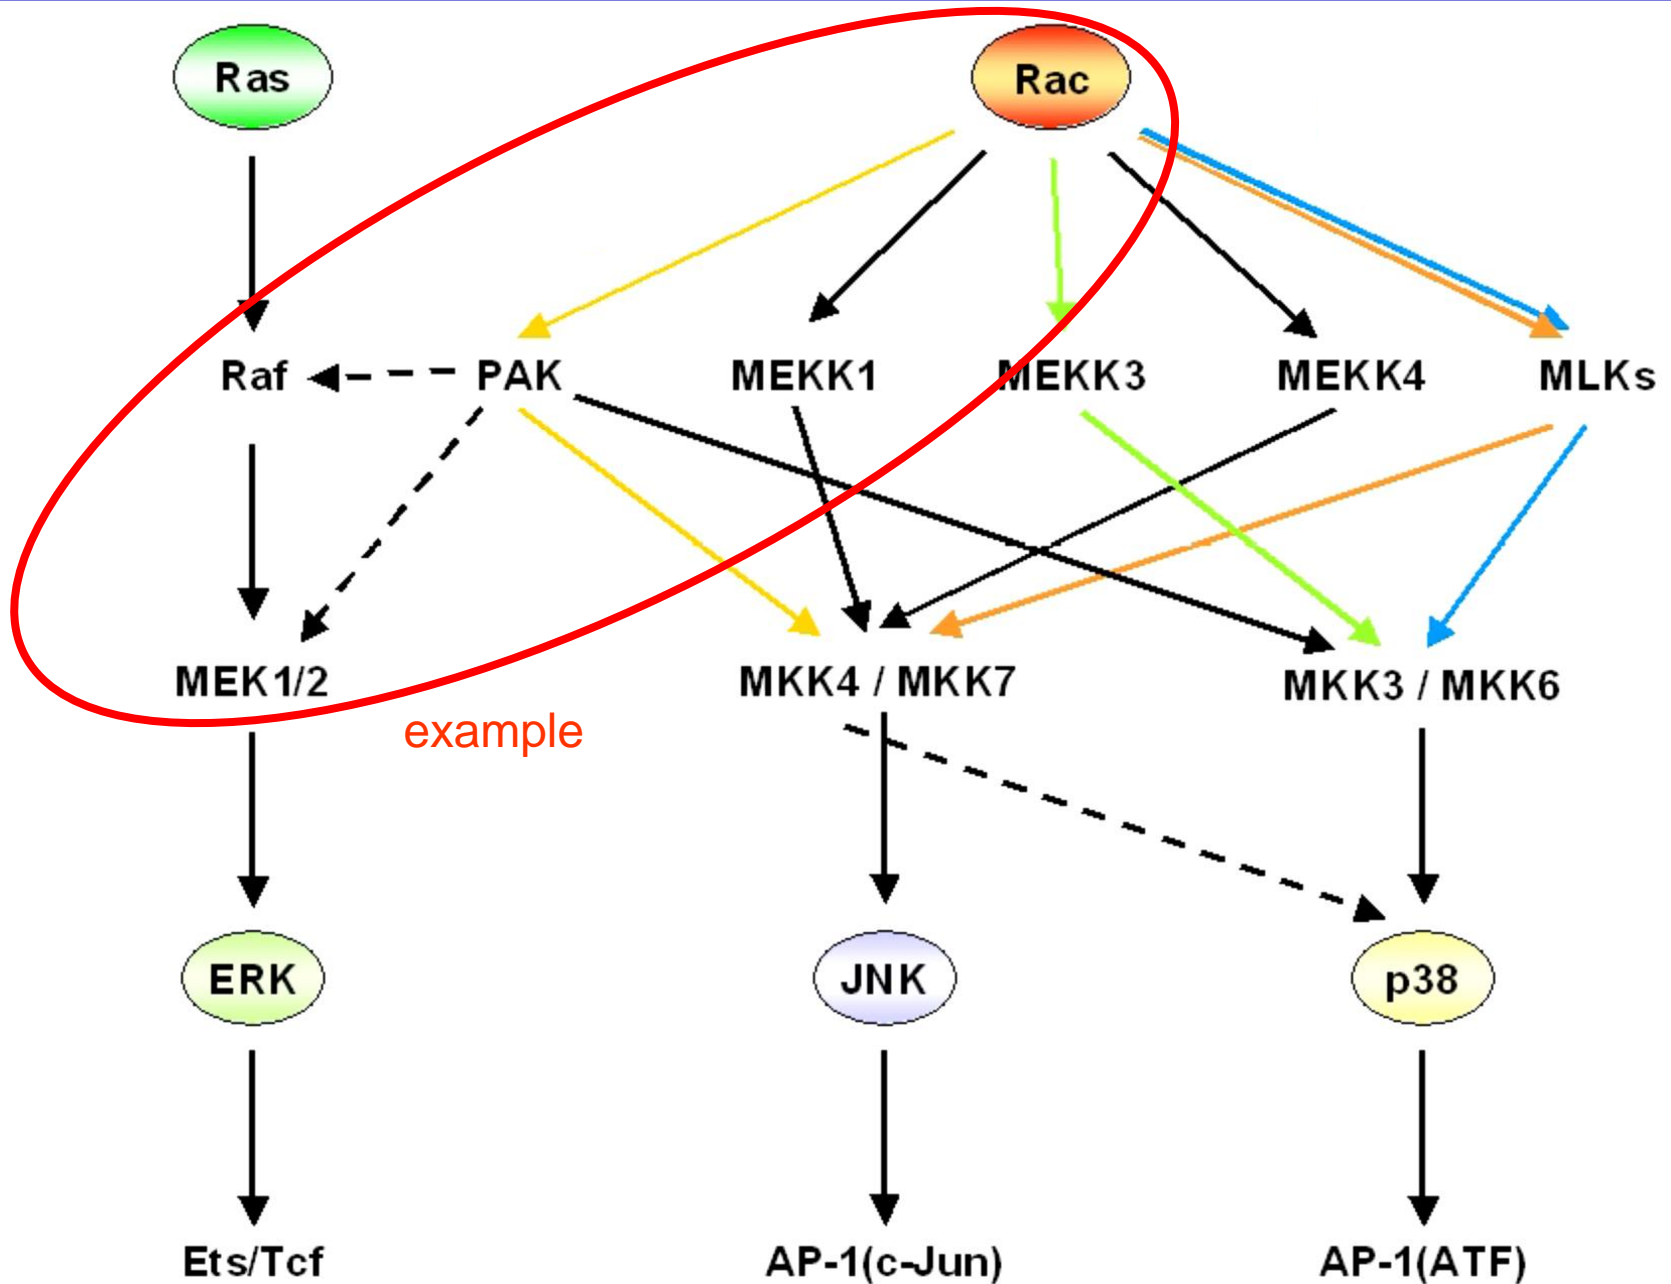 Ras
Rac
Raf
PAK
MEKK1
MEKK3
MEKK4
MLKs
MEK1/2
MKK4 / MKK7
MKK3 / MKK6
example
ERK
JNK
p38
Ets/Tcf
AP-1(c-Jun)
AP-1(ATF)